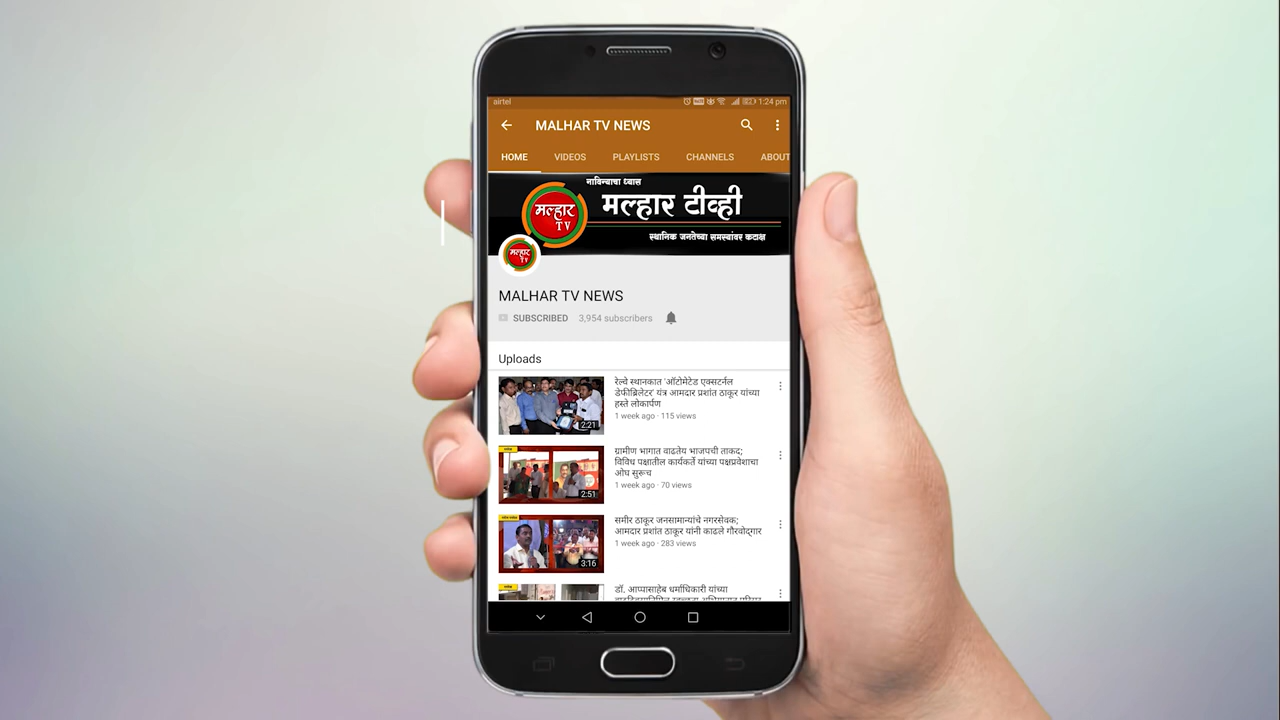 airtel
1:24 pm
MALHAR TV NEWS
HOME VIDEOS PLAYLISTS CHANNELS ABOUT
नाविन्याचा ध्यास
मल्हार टीव्ही
मल्हार
TV
स्थानिक जनतेच्या समस्यांवर कटाक्ष
मल्हार
TV
MALHAR TV NEWS
SUBSCRIBED 3,954 subscribers
Uploads
रेल्वे स्थानकात 'ऑटोमेटेड एक्सटर्नल
डेफीब्रिलेटर' यंत्र आमदार प्रशांत ठाकूर यांच्या
हस्ते लोकार्पण
1 week ago · 115 views
2:21
ग्रामीण भागात वाढतेय भाजपची ताकद;
विविध पक्षातील कार्यकर्ते यांच्या पक्षप्रवेशाचा
ओघ सुरूच
1 week ago · 70 views
2:51
समीर ठाकूर जनसामान्यांचे नगरसेवक;
आमदार प्रशांत ठाकूर यांनी काढले गौरवोद्गार
1 week ago · 283 views
3:16
डॉ. आप्पासाहेब धर्माधिकारी यांच्या